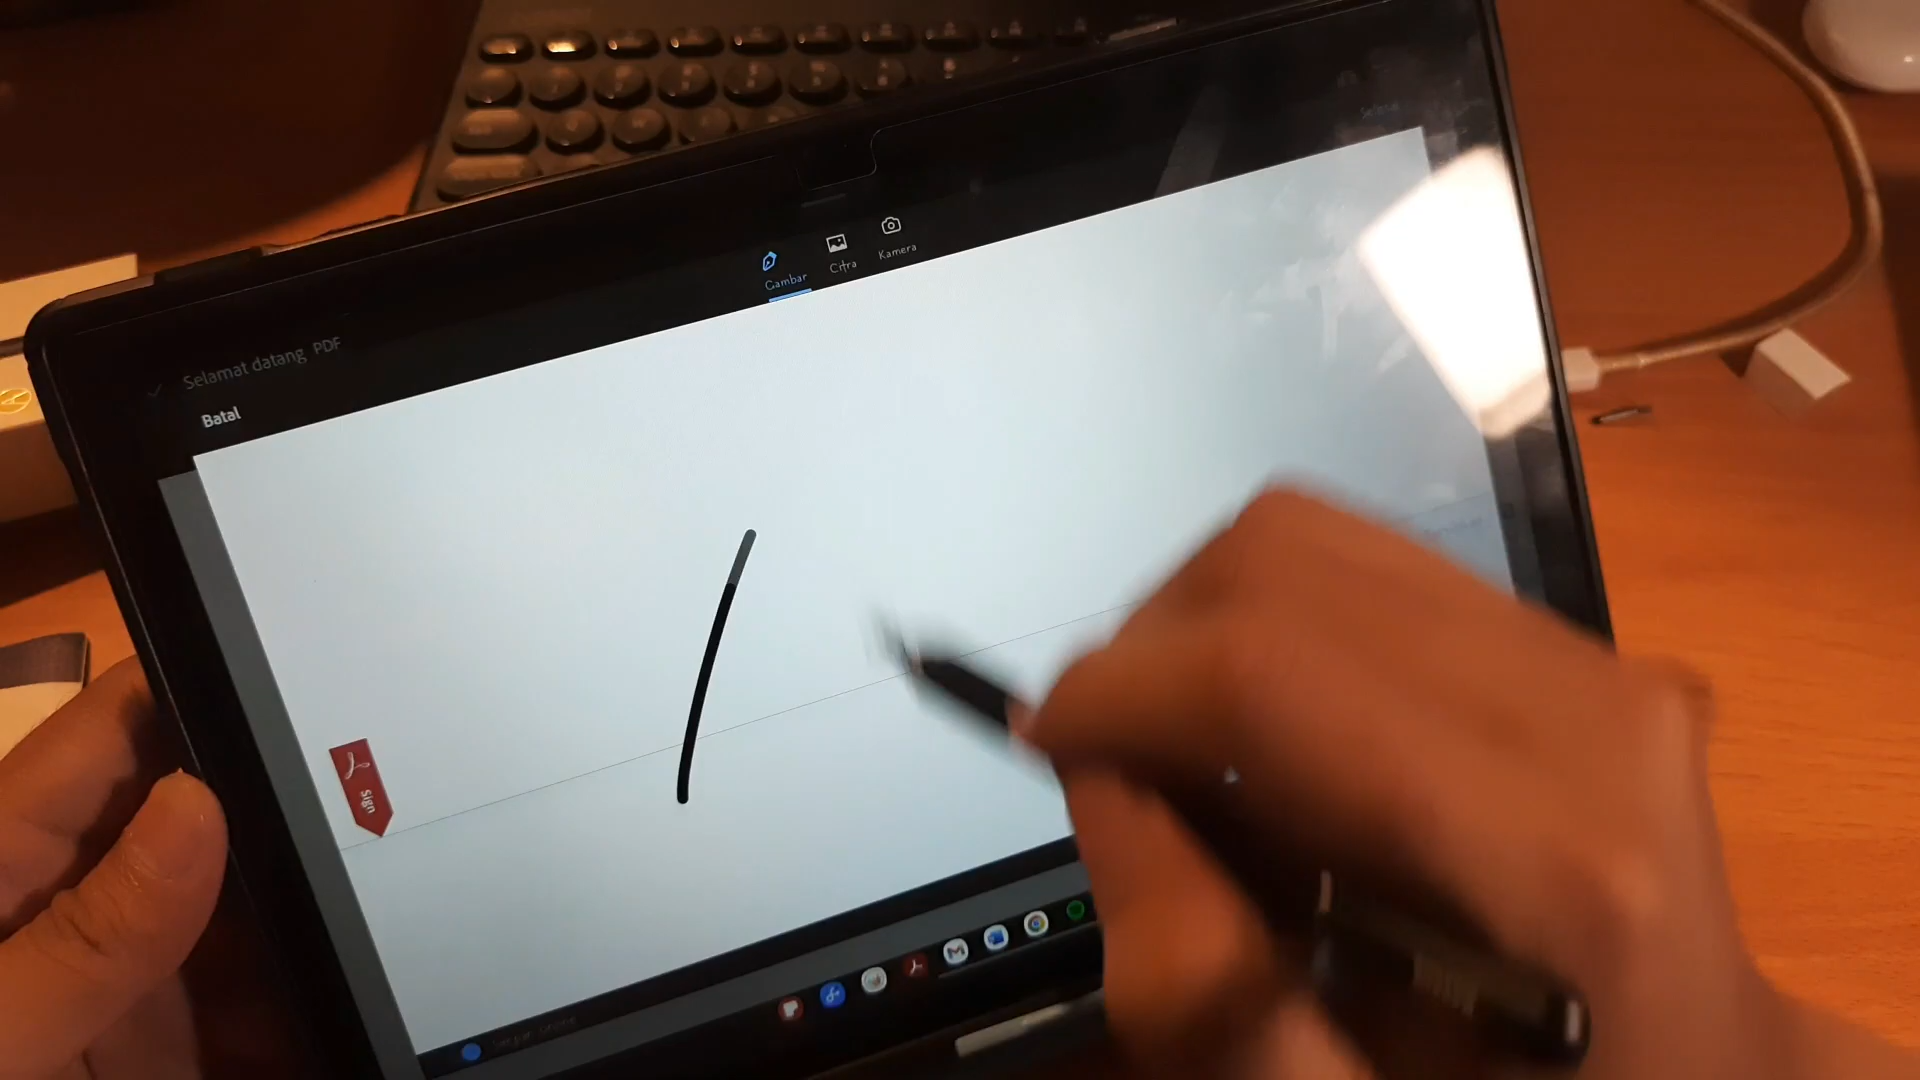 Gambar
Citra
Kamera
Selamat datang PDF
Batal
Sign